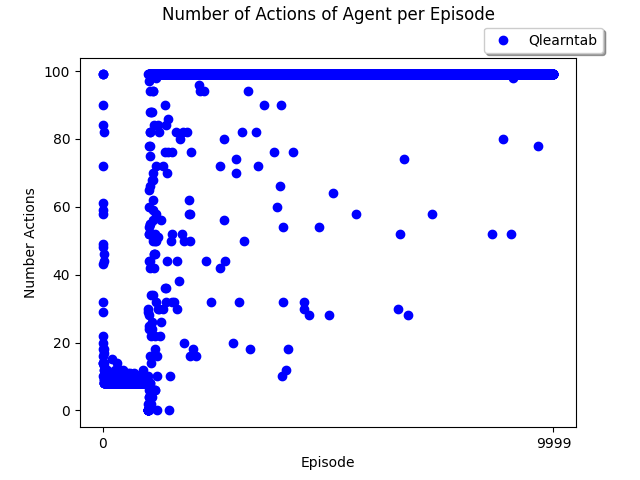 Number of Actions of Agent per Episode
Qlearntab
100
80
60
40
20
0
Number Actions
0
9999
Episode